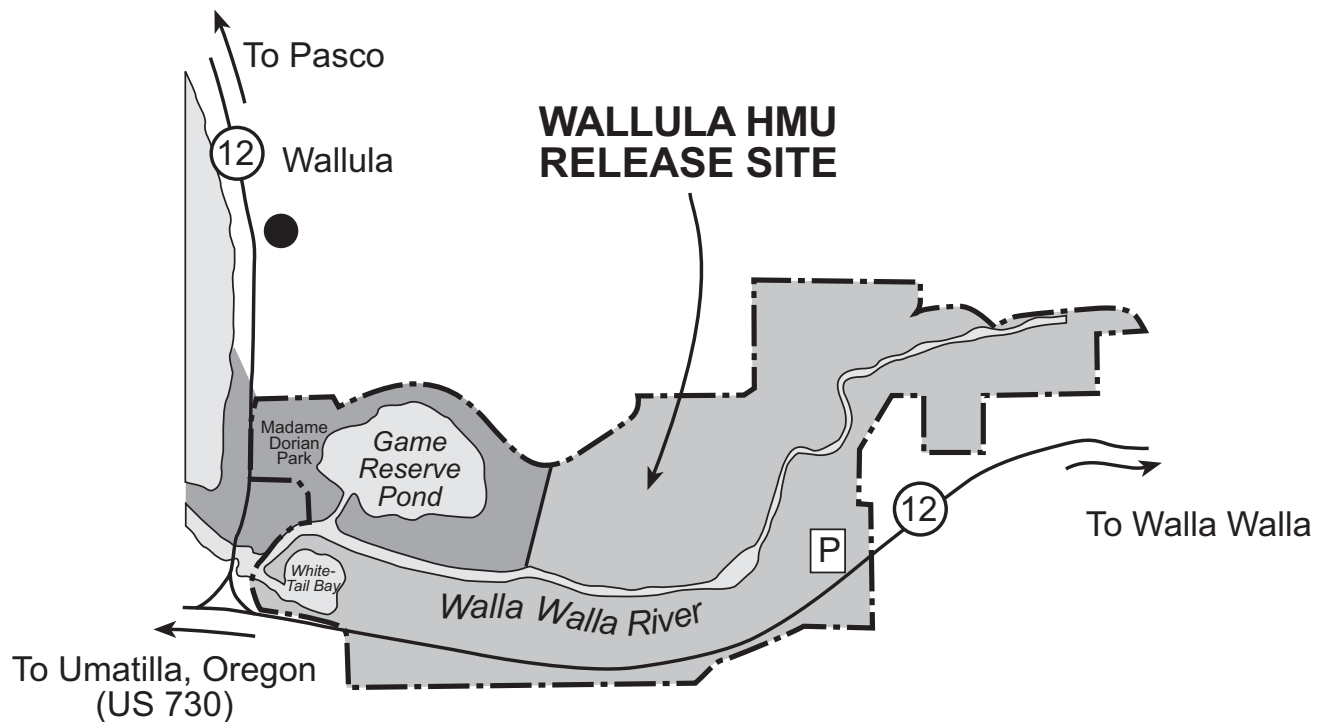 To Pasco
WALLULA HMU
RELEASE SITE
12
Wallula
Madame
Dorian
Park
Game
Reserve
Pond
12
To Walla Walla
P
White-
Tail Bay
Walla Walla River
To Umatilla, Oregon
(US 730)